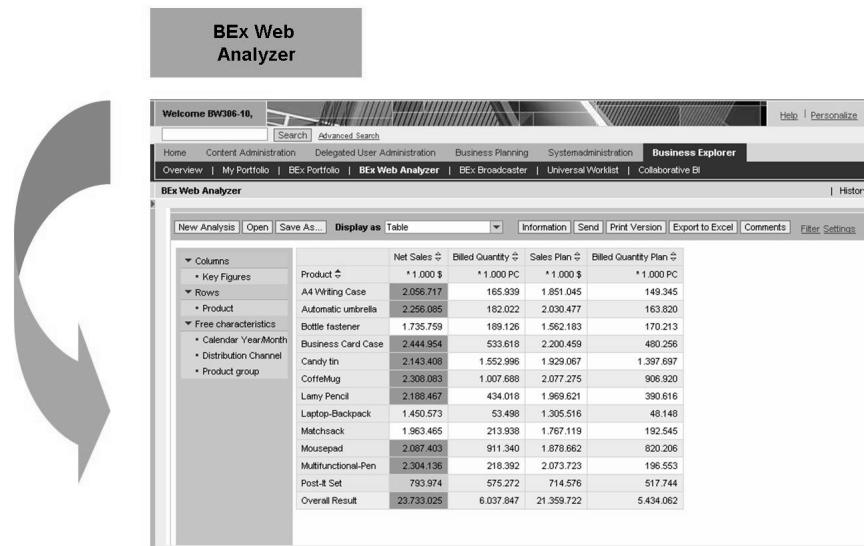 BEx Web
Analyzer
Welcome BW306-10,
Help | Personalize
Search Advanced Search
Home Content Administration Delegated User Administration Business Planning Systemadministration Business Explorer
Overview | My Portfolio | BEx Portfolio | BEx Web Analyzer | BEx Broadcaster | Universal Worklist | Collaborative BI
BEx Web Analyzer | Histor
New Analysis Open Save As... Display as Table Information Send Print Version Export to Excel Comments Filter Settings
Columns
Key Figures
Rows
Product
Free characteristics
Calendar Year/Month
Distribution Channel
Product group
Net Sales Billed Quantity Sales Plan Billed Quantity Plan
Product * 1.000 $ * 1.000 PC * 1.000 $ * 1.000 PC
A4 Writing Case 2.056.717 165.939 1.851.045 149.345
Automatic umbrella 2.256.085 182.022 2.030.477 163.820
Bottle fastener 1.735.759 189.126 1.562.183 170.213
Business Card Case 2.444.954 533.618 2.200.459 480.256
Candy tin 2.143.408 1.552.996 1.929.067 1.397.697
CoffeMug 2.308.083 1.007.688 2.077.275 906.920
Lamy Pencil 2.188.467 434.018 1.969.621 390.616
Laptop-Backpack 1.450.573 53.498 1.305.516 48.148
Matchsack 1.963.465 213.938 1.767.119 192.545
Mousepad 2.087.403 911.340 1.878.662 820.206
Multifunctional-Pen 2.304.136 218.392 2.073.723 196.553
Post-It Set 793.974 575.272 714.576 517.744
Overall Result 23.733.025 6.037.847 21.359.722 5.434.062